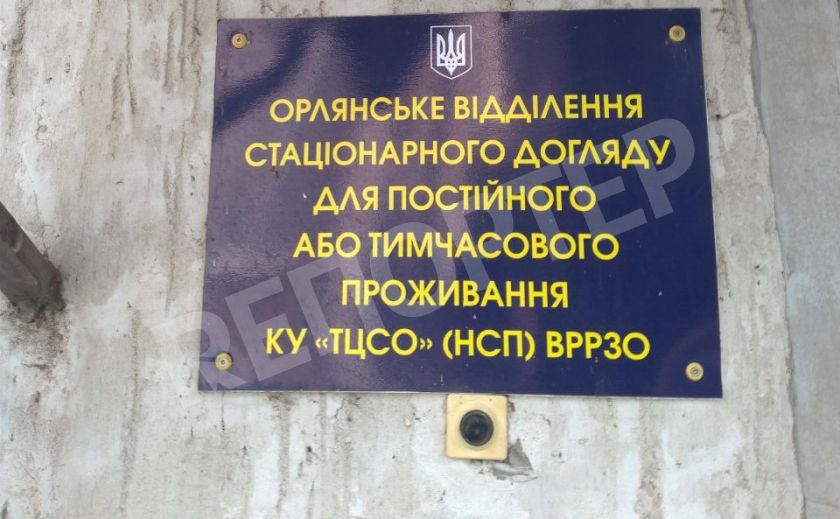 ОРЛЯНСЬКЕ ВІДДІЛЕННЯ
СТАЦІОНАРНОГО ДОГЛЯДУ
ДЛЯ ПОСТІЙНОГО
АБО ТИМЧАСОВОГО
ПРОЖИВАННЯ
КУ «ТЦСО» (НСП) ВРРЗО
РЕПОРТЕР